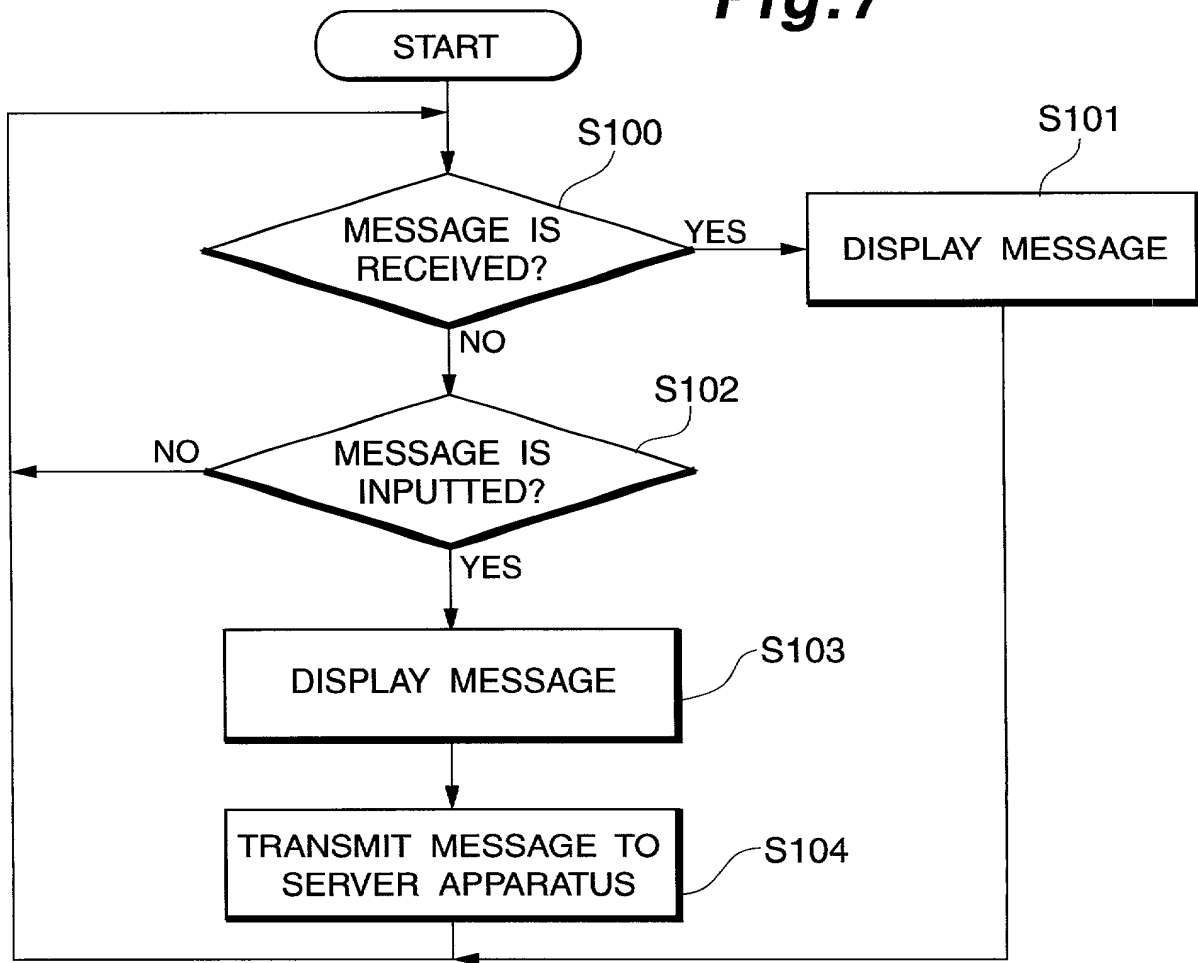 Fig.7
START
S100
S101
MESSAGE IS
RECEIVED?
YES
DISPLAY MESSAGE
NO
S102
NO
MESSAGE IS
INPUTTED?
YES
DISPLAY MESSAGE
S103
TRANSMIT MESSAGE TO
SERVER APPARATUS
S104